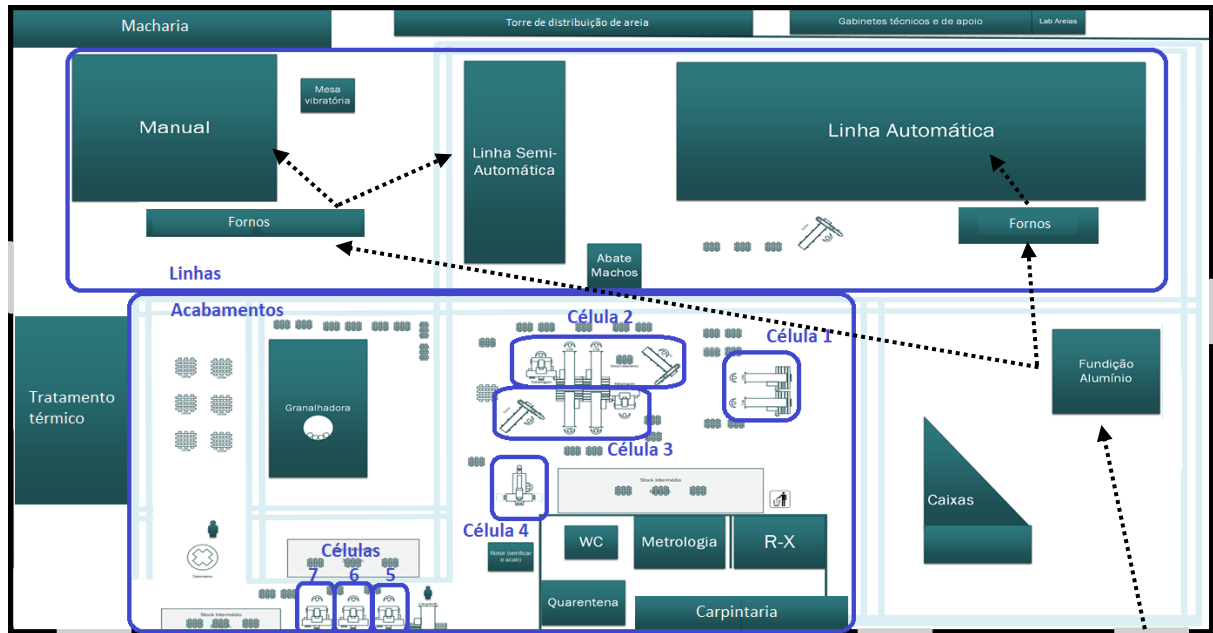 Macharia
Torre de distribuição de areia
Gabinetes técnicos e de apoio
Lab Areias
Manual
Mesa
vibratória
Linha Semi-
Automática
Linha Automática
Fornos
Fornos
Abate
Machos
Linhas
Acabamentos
Célula 2
Célula 1
Fundição
Alumínio
Tratamento
térmico
Granalhadora
Célula 3
Stock Intermédio
Caixas
Célula 4
WC
Metrologia
R-X
Rotor (verificar
e acab)
Células
7
6
5
Quarentena
Carpintaria
Stock Intermédio